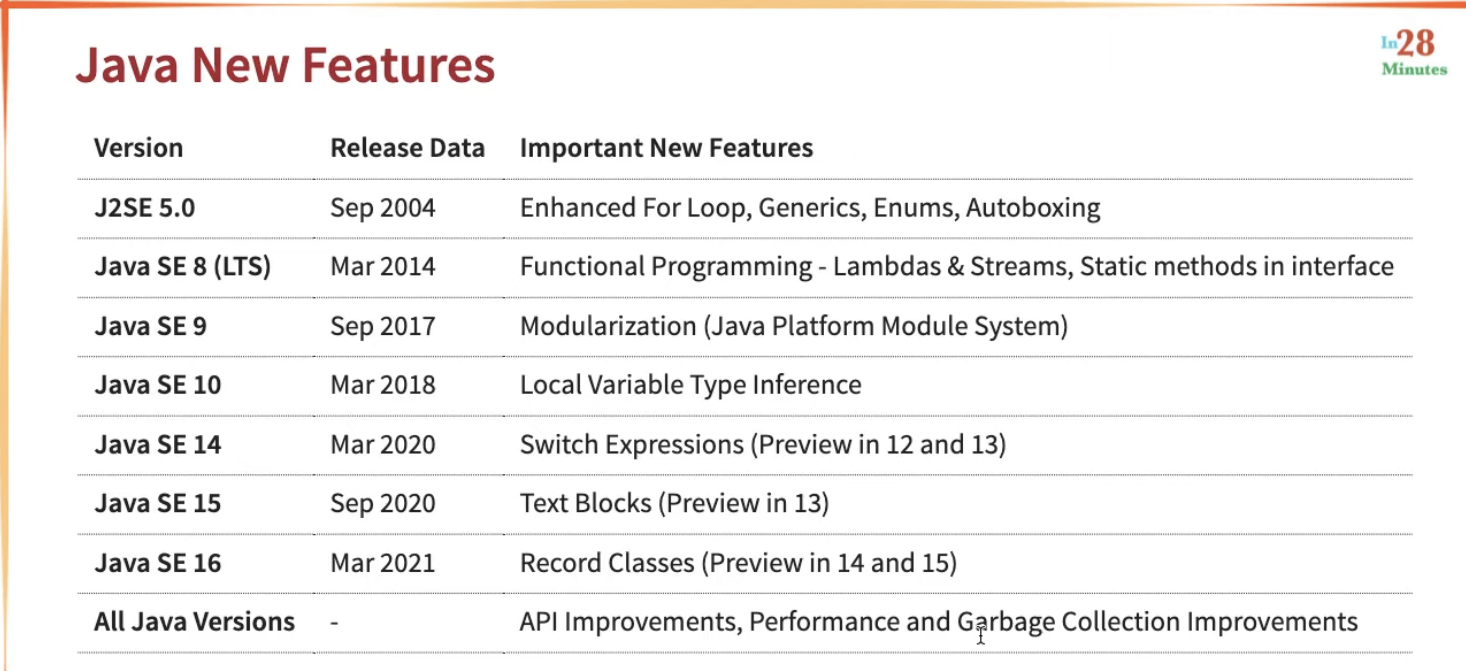 Java New Features
In28
Minutes
Version Release Data Important New Features
J2SE 5.0 Sep 2004 Enhanced For Loop, Generics, Enums, Autoboxing
Java SE 8 (LTS) Mar 2014 Functional Programming - Lambdas & Streams, Static methods in interface
Java SE 9 Sep 2017 Modularization (Java Platform Module System)
Java SE 10 Mar 2018 Local Variable Type Inference
Java SE 14 Mar 2020 Switch Expressions (Preview in 12 and 13)
Java SE 15 Sep 2020 Text Blocks (Preview in 13)
Java SE 16 Mar 2021 Record Classes (Preview in 14 and 15)
All Java Versions - API Improvements, Performance and Garbage Collection Improvements